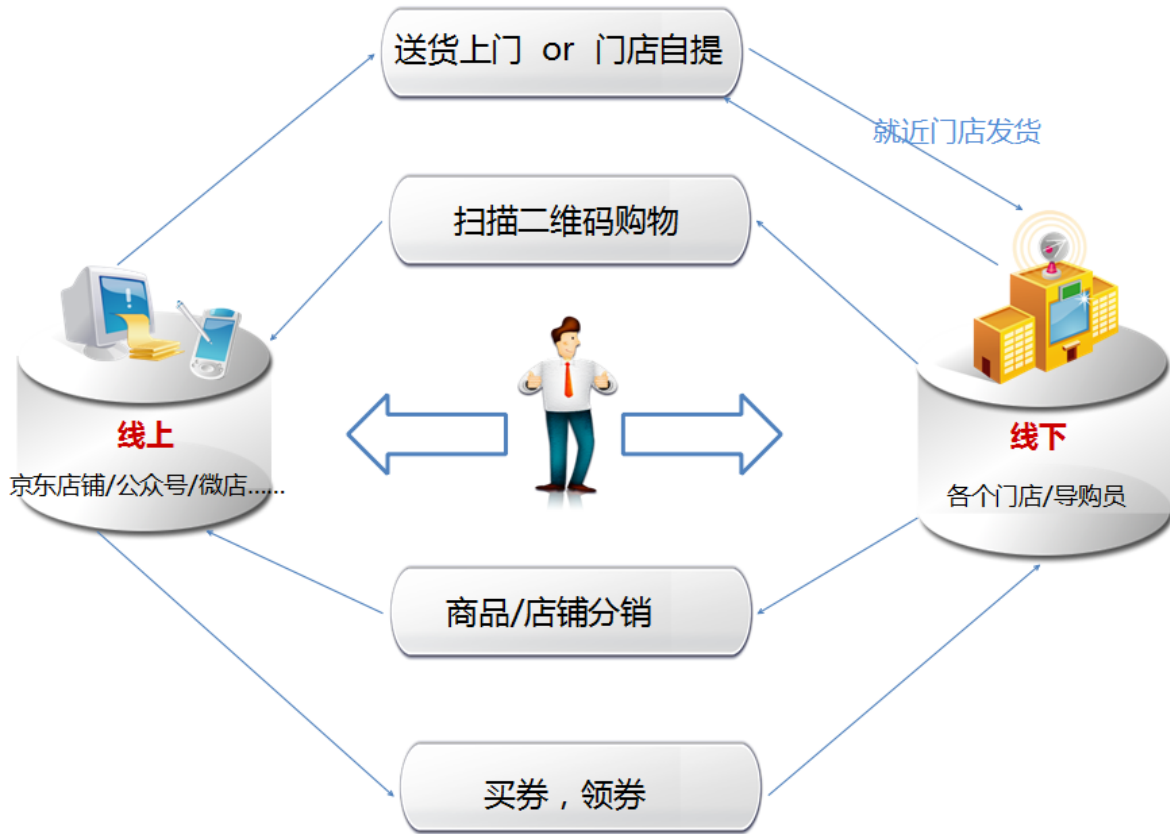 送货上门 or 门店自提
就近门店发货
扫描二维码购物
线上
京东店铺/公众号/微店......
线下
各个门店/导购员
商品/店铺分销
买券，领券